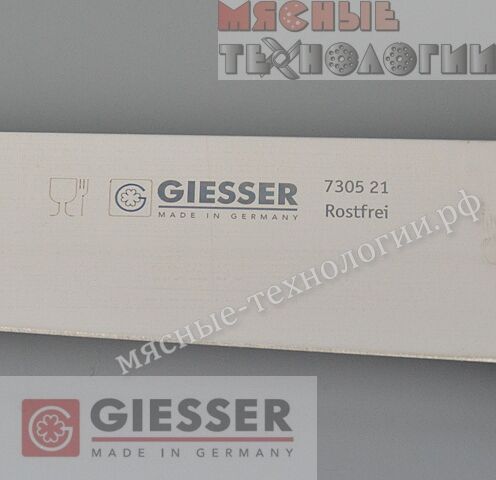 МЯСНЫЕ
ТЕХНОЛОГИИ
G GIESSER
MADE IN GERMANY
7305 21
Rostfrei
мясные-технологии.рф
G GIESSER
MADE IN GERMANY